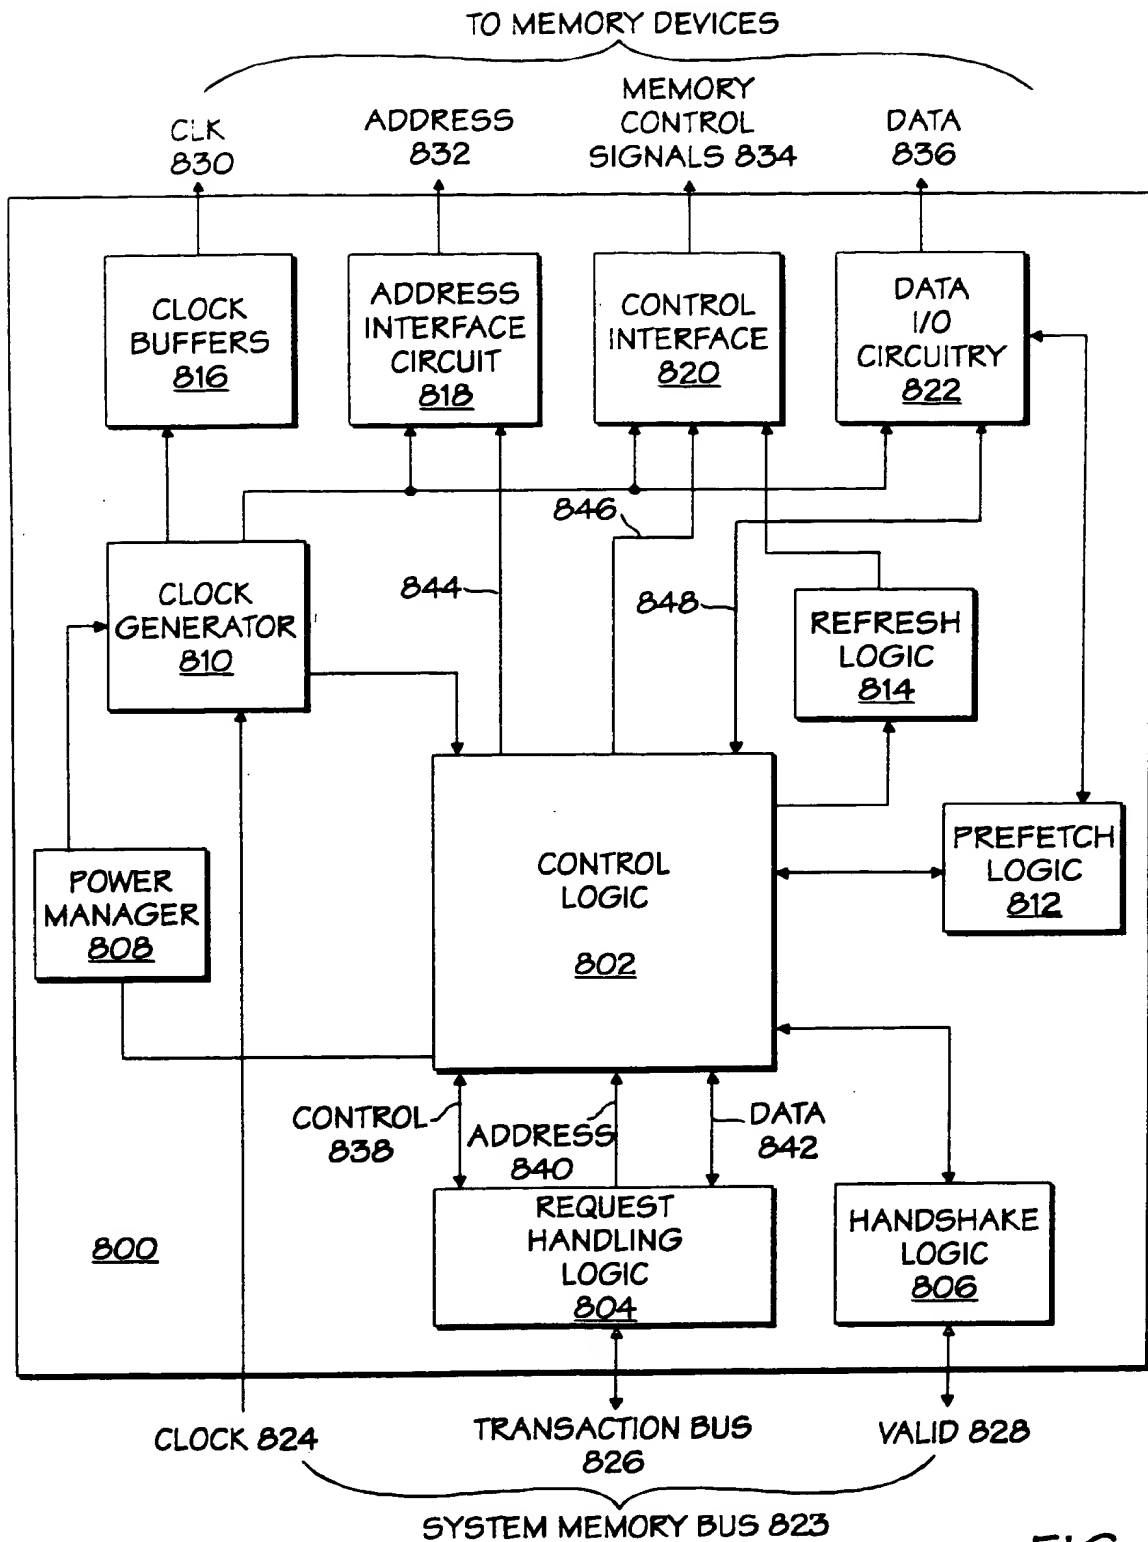 TO MEMORY DEVICES
CLK
830
ADDRESS
832
MEMORY
CONTROL
SIGNALS 834
DATA
836
CLOCK
BUFFERS
816
ADDRESS
INTERFACE
CIRCUIT
818
CONTROL
INTERFACE
820
DATA
I/O
CIRCUITRY
822
846
844
848
CLOCK
GENERATOR
810
REFRESH
LOGIC
814
CONTROL
LOGIC
802
PREFETCH
LOGIC
812
POWER
MANAGER
808
CONTROL
838
ADDRESS
840
DATA
842
REQUEST
HANDLING
LOGIC
804
HANDSHAKE
LOGIC
806
800
CLOCK 824
TRANSACTION BUS
826
VALID 828
SYSTEM MEMORY BUS 823